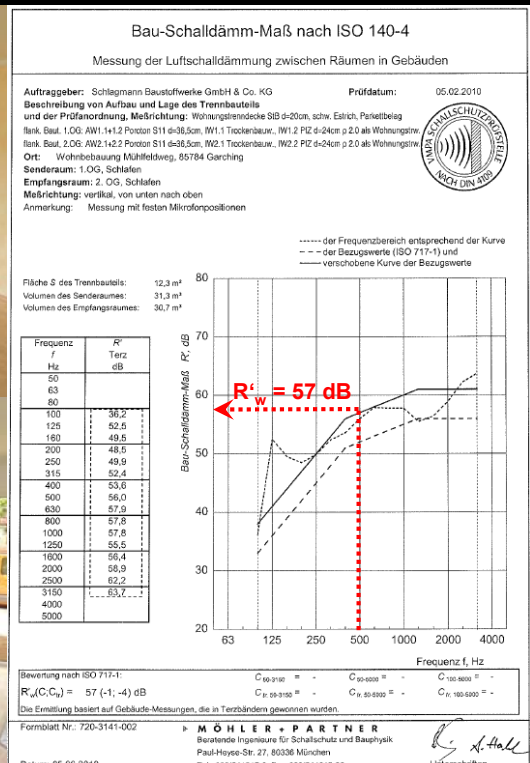 Bau-Schalldämm-Maß nach ISO 140-4
Messung der Luftschalldämmung zwischen Räumen in Gebäuden
Auftraggeber: Schlagmann Baustoffwerke GmbH & Co. KG Prüfdatum: 05.02.2010
Beschreibung von Aufbau und Lage des Trennbauteils
und der Prüfanordnung, Meßrichtung: Wohnungstrenndecke StB d=20cm, schw. Estrich, Parkettbelag
flank. Baut. 1.OG: AW1.1+1.2 Poroton S11 d=36,5cm, IW1.1 Trockenbauw., IW1.2 PIZ d=24cm ρ 2.0 als Wohnungstrw.
flank. Baut. 2.OG: AW2.1+2.2 Poroton S11 d=36,5cm, IW2.1 Trockenbauw., IW2.2 PIZ d=24cm ρ 2.0 als Wohnungstrw.
Ort: Wohnbebauung Mühlfeldweg, 85784 Garching
Senderaum: 1.OG, Schlafen
Empfangsraum: 2. OG, Schlafen
Meßrichtung: vertikal, von unten nach oben
Anmerkung: Messung mit festen Mikrofonpositionen
VMPA SCHALLSCHUTZPRÜFSTELLE
NACH DIN 4109
der Frequenzbereich entsprechend der Kurve
der Bezugswerte (ISO 717-1) und
verschobene Kurve der Bezugswerte
Fläche S des Trennbauteils: 12,3 m²
Volumen des Senderaumes: 31,3 m³
Volumen des Empfangsraumes: 30,7 m³
Frequenz R'
f Terz
Hz dB
50
63
80
100 36,2
125 52,5
160 49,5
200 48,5
250 49,9
315 52,4
400 53,6
500 56,0
630 57,9
800 57,8
1000 57,8
1250 55,5
1600 56,4
2000 58,9
2500 62,2
3150 63,7
4000
5000
Bau-Schalldämm-Maß R', dB
80
70
60
50
40
30
20
R'w = 57 dB
63 125 250 500 1000 2000 4000
Frequenz f, Hz
Bewertung nach ISO 717-1:
C 50-3150 = - C 50-5000 = - C 100-5000 = -
R'w(C;Ctr) = 57 (-1; -4) dB
C tr, 50-3150 = - C tr, 50-5000 = - C tr, 100-5000 = -
Die Ermittlung basiert auf Gebäude-Messungen, die in Terzbändern gewonnen wurden.
Formblatt Nr.: 720-3141-002
MÖHLER + PARTNER
Beratende Ingenieure für Schallschutz und Bauphysik
Paul-Heyse-Str. 27, 80336 München